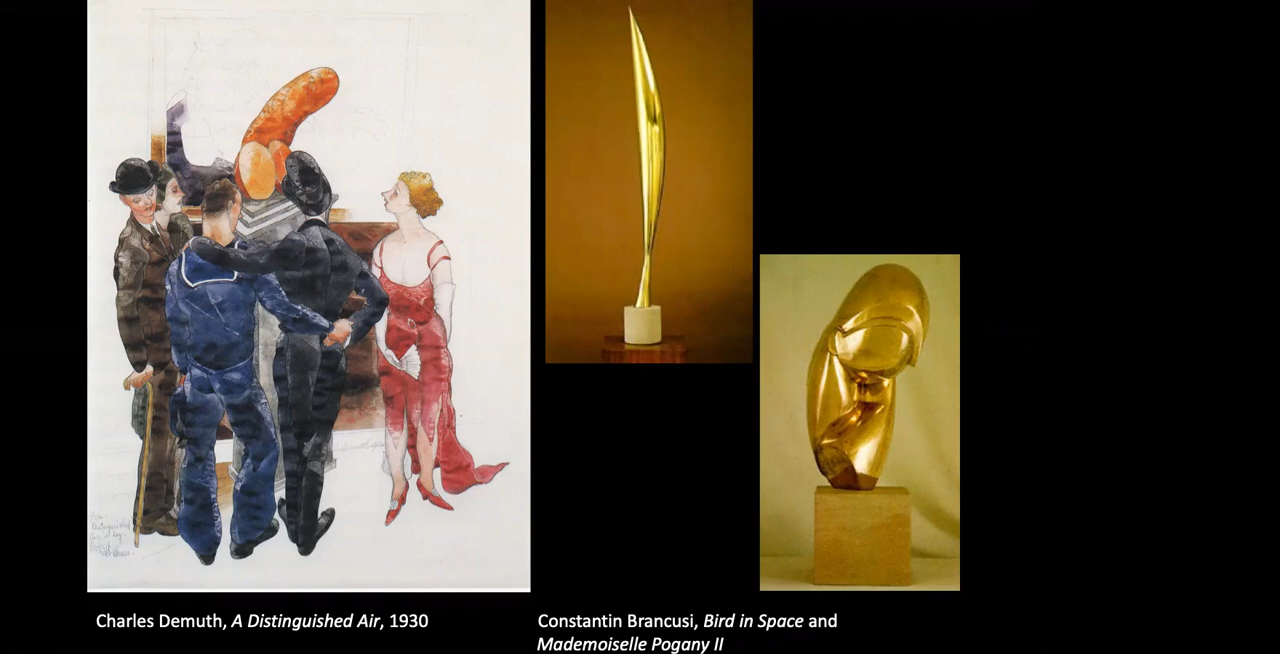 Charles Demuth, A Distinguished Air, 1930
Constantin Brancusi, Bird in Space and
Mademoiselle Pogany II